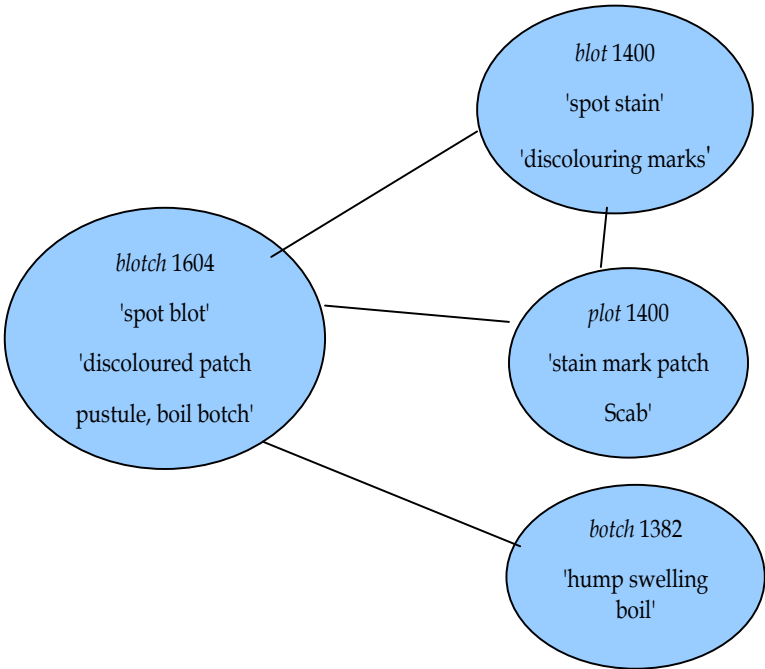 blot 1400
'spot stain'
'discolouring marks'
blotch 1604
'spot blot'
'discoloured patch
pustule, boil botch'
plot 1400
'stain mark patch
Scab'
botch 1382
'hump swelling
boil'